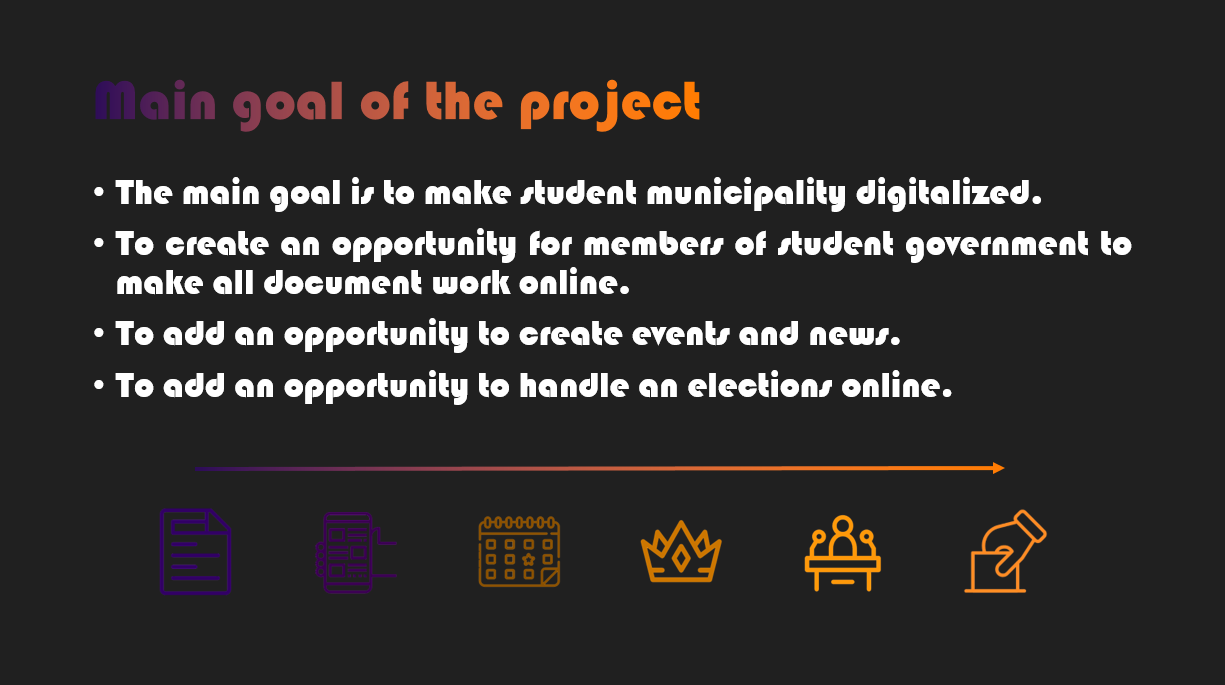 Main goal of the project
• The main goal is to make student municipality digitalized.
• To create an opportunity for members of student government to
make all document work online.
• To add an opportunity to create events and news.
• To add an opportunity to handle an elections online.